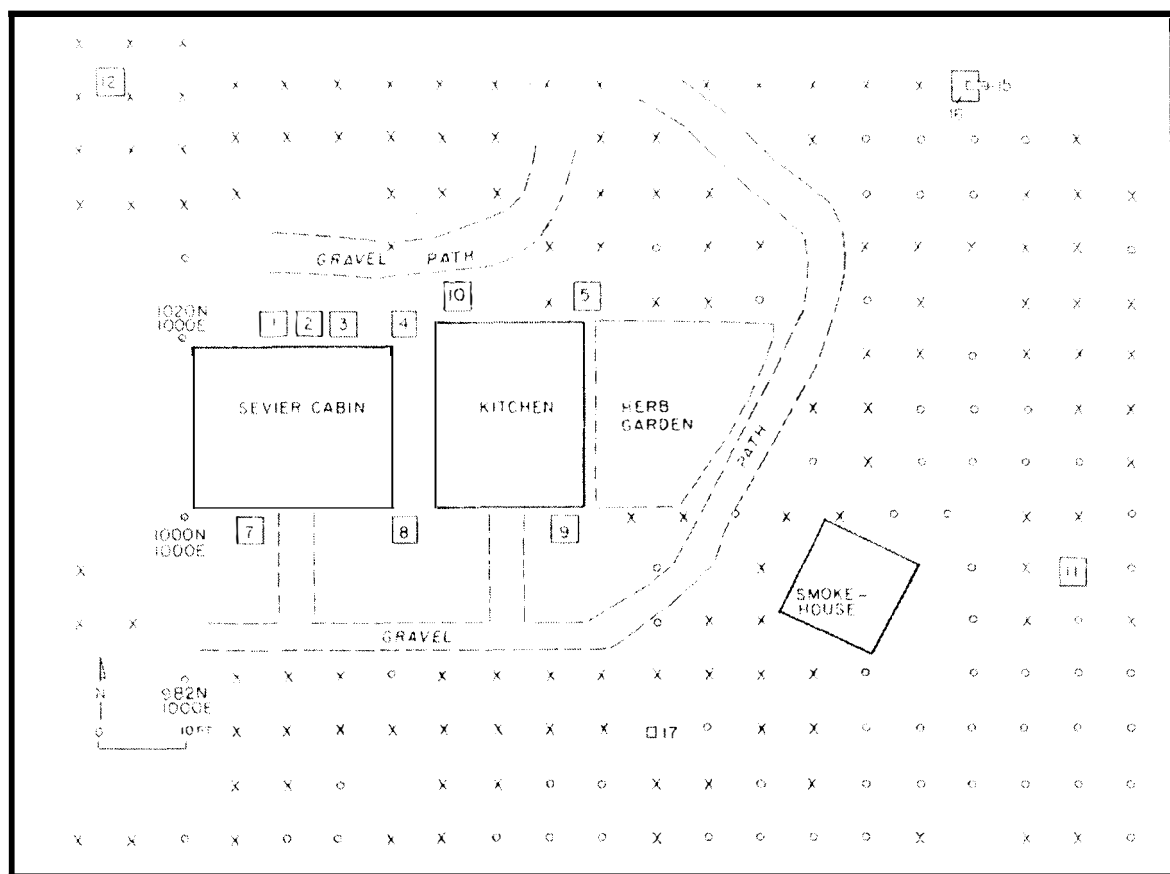 12
9-15
16
GRAVEL PATH
10
5
1020N
1000E
1
2
3
4
SEVIER CABIN
KITCHEN
HERB
GARDEN
PATH
1000N
1000E
7
8
9
11
SMOKE-
HOUSE
GRAVEL
N
982N
1000E
10 FT
17